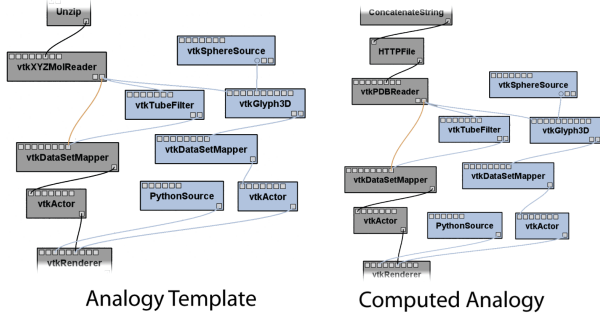 Unzip
vtkSphereSource
vtkXYZMolReader
vtkTubeFilter
vtkGlyph3D
vtkDataSetMapper
vtkDataSetMapper
PythonSource
vtkActor
vtkActor
vtkRenderer
Analogy Template
ConcatenateString
HTTPFile
vtkPDBReader
vtkSphereSource
vtkTubeFilter
vtkGlyph3D
vtkDataSetMapper
vtkDataSetMapper
vtkActor
PythonSource
vtkActor
vtkRenderer
Computed Analogy